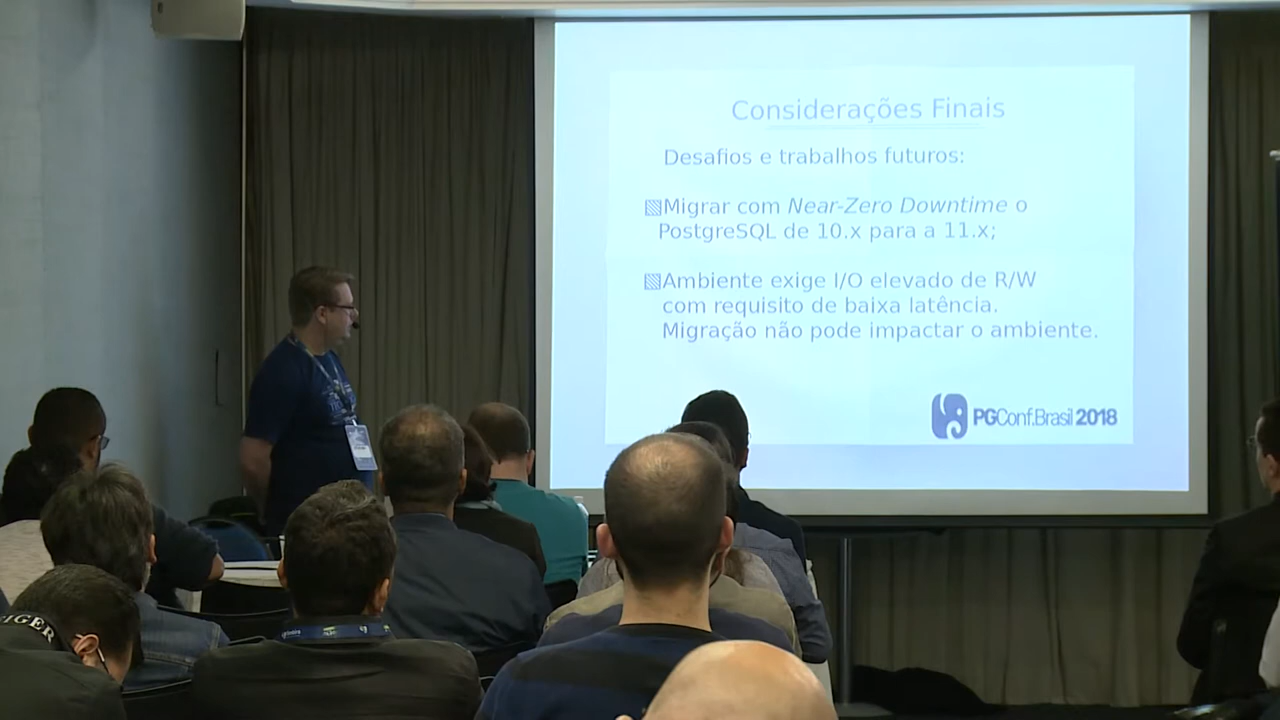 Considerações Finais
Desafios e trabalhos futuros:
Migrar com Near-Zero Downtime o
PostgreSQL de 10.x para a 11.x;
Ambiente exige I/O elevado de R/W
com requisito de baixa latência.
Migração não pode impactar o ambiente.
PGConf.Brasil 2018
IGER